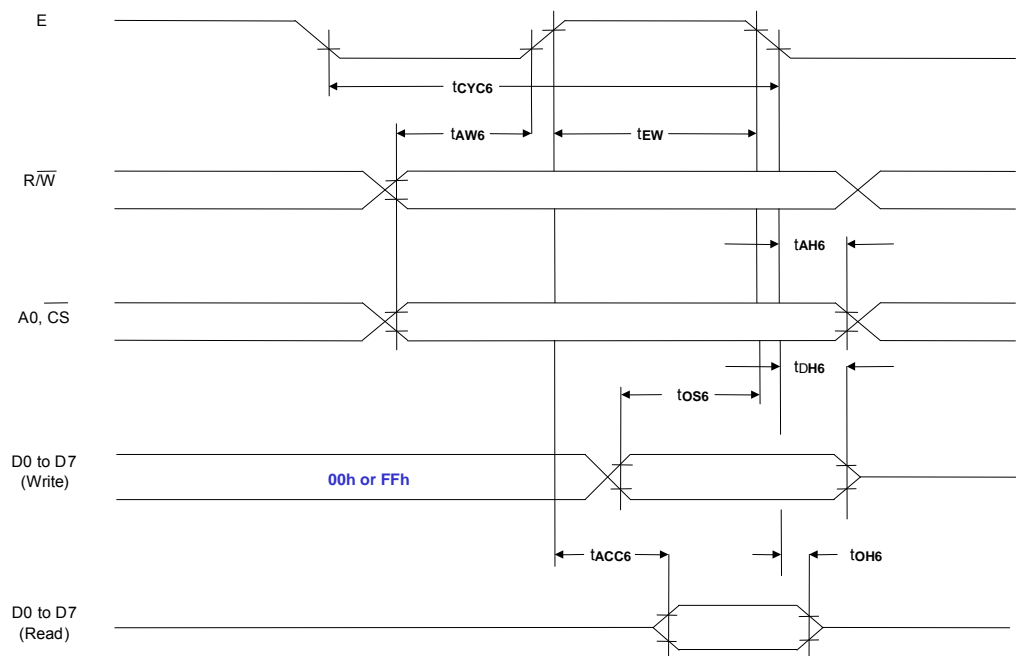 E
tCYC6
tAW6
tEW
R/W
tAH6
A0, CS
tDH6
tOS6
D0 to D7
(Write)
00h or FFh
tACC6
tOH6
D0 to D7
(Read)